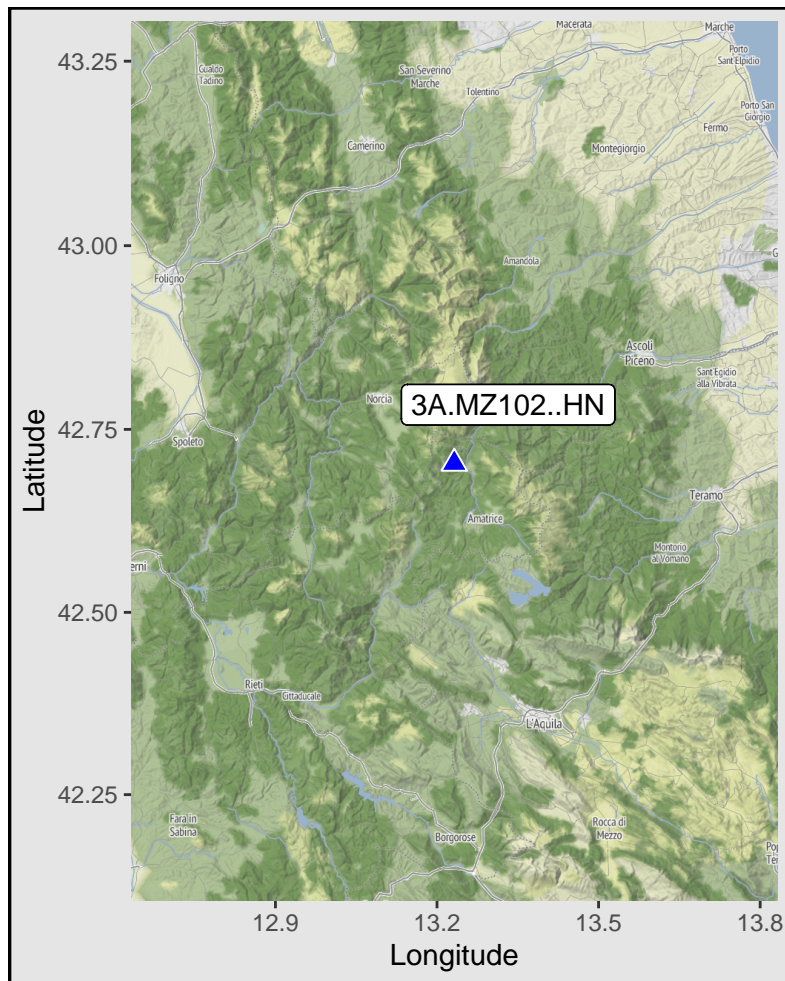 Macerata
Marche
43.25
Gualdo
Tadino
San Severino
Marche
Porto
Sant'Elpidio
Tolentino
Porto San
Giorgio
Camerino
Fermo
Montegiorgio
43.00
Foligno
Amandola
Ascoli
Piceno
Sant'Egidio
alla Vibrata
Norcia
3A.MZ102..HN
42.75
Spoleto
Latitude
Teramo
Amatrice
Montorio
al Vomano
erni
42.50
Rieti
Cittaducale
L'Aquila
42.25
Fara in
Sabina
Rocca di
Mezzo
Borgorose
12.9
13.2
13.5
13.8
Longitude